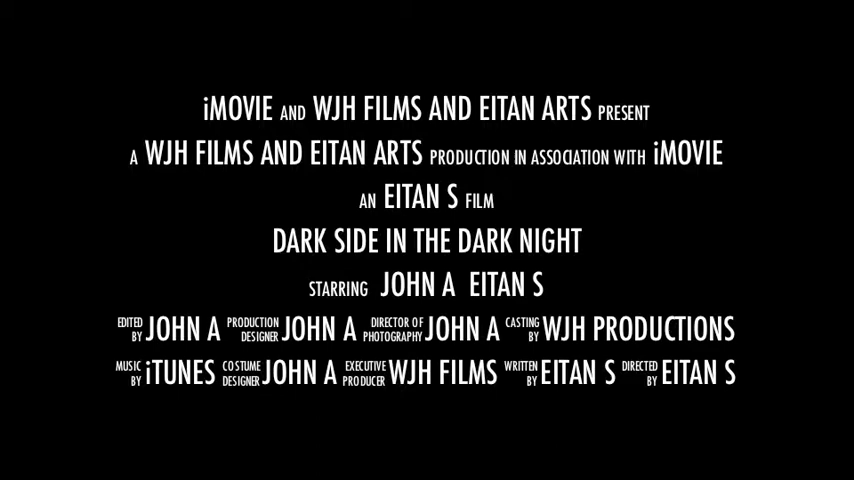 iMOVIE AND WJH FILMS AND EITAN ARTS PRESENT
A WJH FILMS AND EITAN ARTS PRODUCTION IN ASSOCIATION WITH iMOVIE
AN EITAN S FILM
DARK SIDE IN THE DARK NIGHT
STARRING JOHN A EITAN S
EDITED BY JOHN A PRODUCTION DESIGNER JOHN A DIRECTOR OF PHOTOGRAPHY JOHN A CASTING BY WJH PRODUCTIONS
MUSIC BY iTUNES COSTUME DESIGNER JOHN A EXECUTIVE PRODUCER WJH FILMS WRITTEN BY EITAN S DIRECTED BY EITAN S